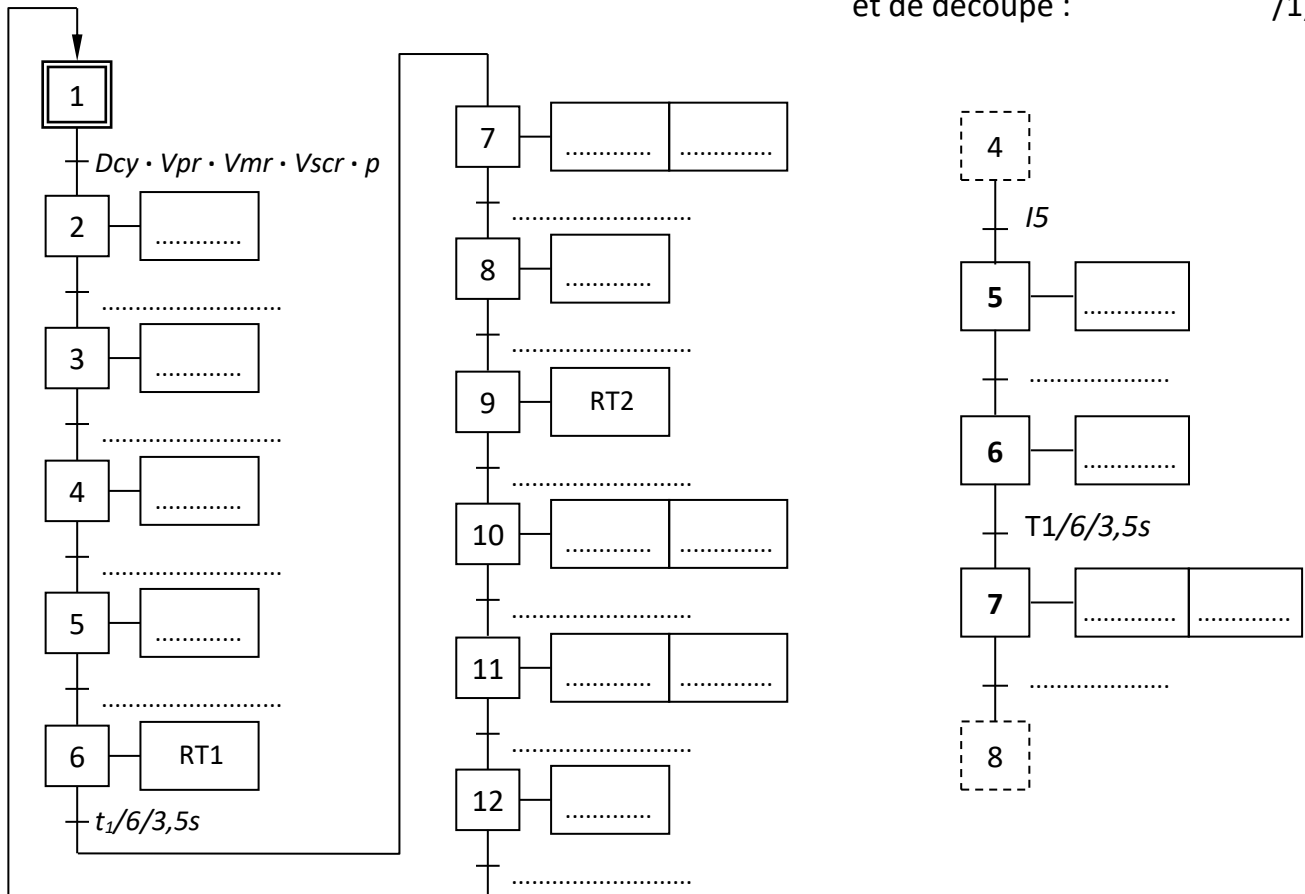 et de découpe : /1,
1
Dcy · Vpr · Vmr · Vscr · p
2 .............
..........................
3 .............
..........................
4 .............
..........................
5 .............
..........................
6 RT1
t1/6/3,5s
7 ............. ..............
..........................
8 .............
..........................
9 RT2
..........................
10 ............. ..............
..........................
11 ............. ..............
..........................
12 .............
..........................
4
I5
5 ..............
.....................
6 ..............
T1/6/3,5s
7 .............. ...............
.....................
8